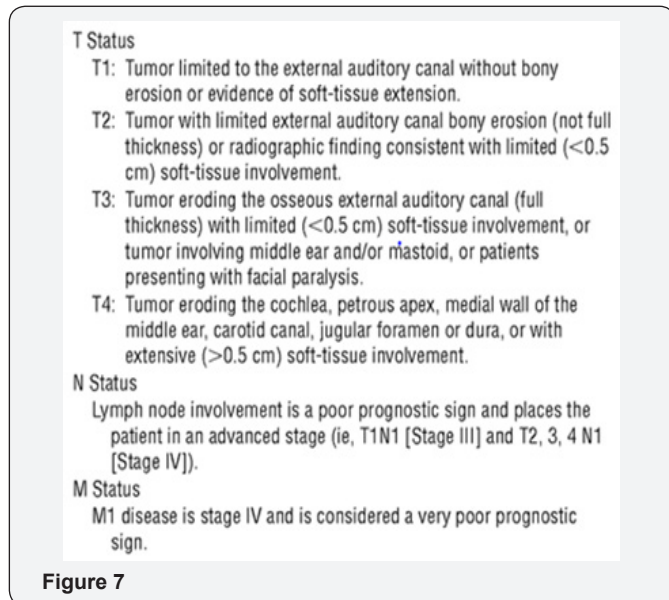 T Status
T1: Tumor limited to the external auditory canal without bony
erosion or evidence of soft-tissue extension.
T2: Tumor with limited external auditory canal bony erosion (not full
thickness) or radiographic finding consistent with limited (<0.5
cm) soft-tissue involvement.
T3: Tumor eroding the osseous external auditory canal (full
thickness) with limited (<0.5 cm) soft-tissue involvement, or
tumor involving middle ear and/or mastoid, or patients
presenting with facial paralysis.
T4: Tumor eroding the cochlea, petrous apex, medial wall of the
middle ear, carotid canal, jugular foramen or dura, or with
extensive (>0.5 cm) soft-tissue involvement.
N Status
Lymph node involvement is a poor prognostic sign and places the
patient in an advanced stage (ie, T1N1 [Stage III] and T2, 3, 4 N1
[Stage IV]).
M Status
M1 disease is stage IV and is considered a very poor prognostic
sign.
Figure 7